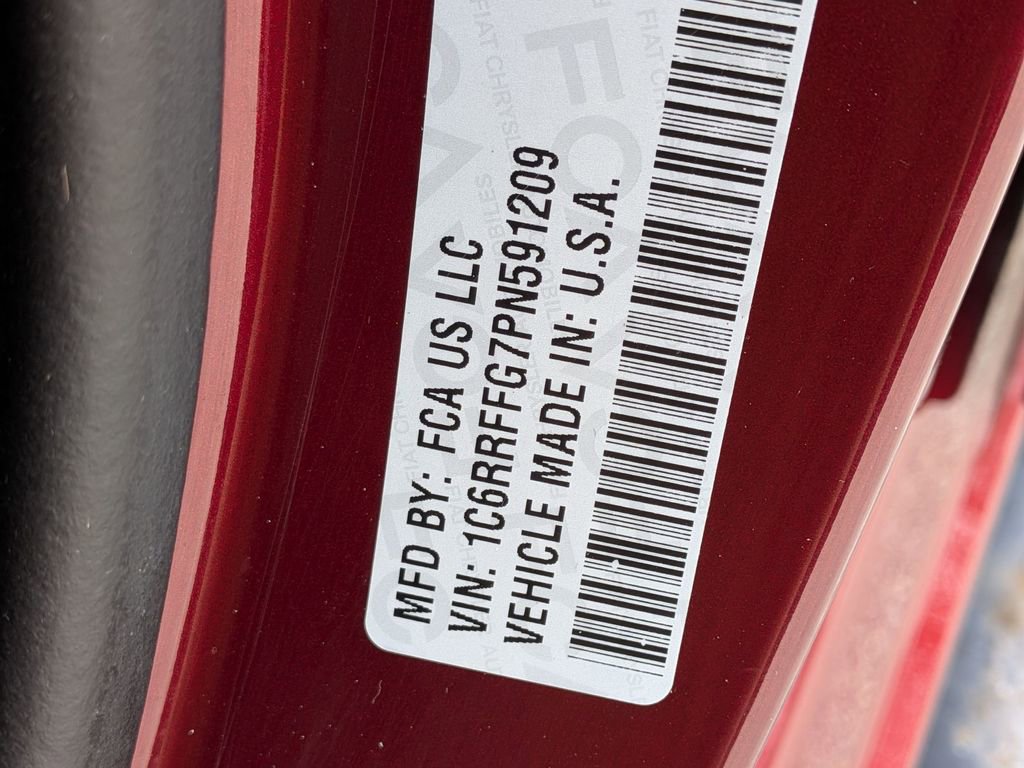 MFD BY: FCA US LLC
VIN: 1C6RRFFG7PN591209
VEHICLE MADE IN: U.S.A.